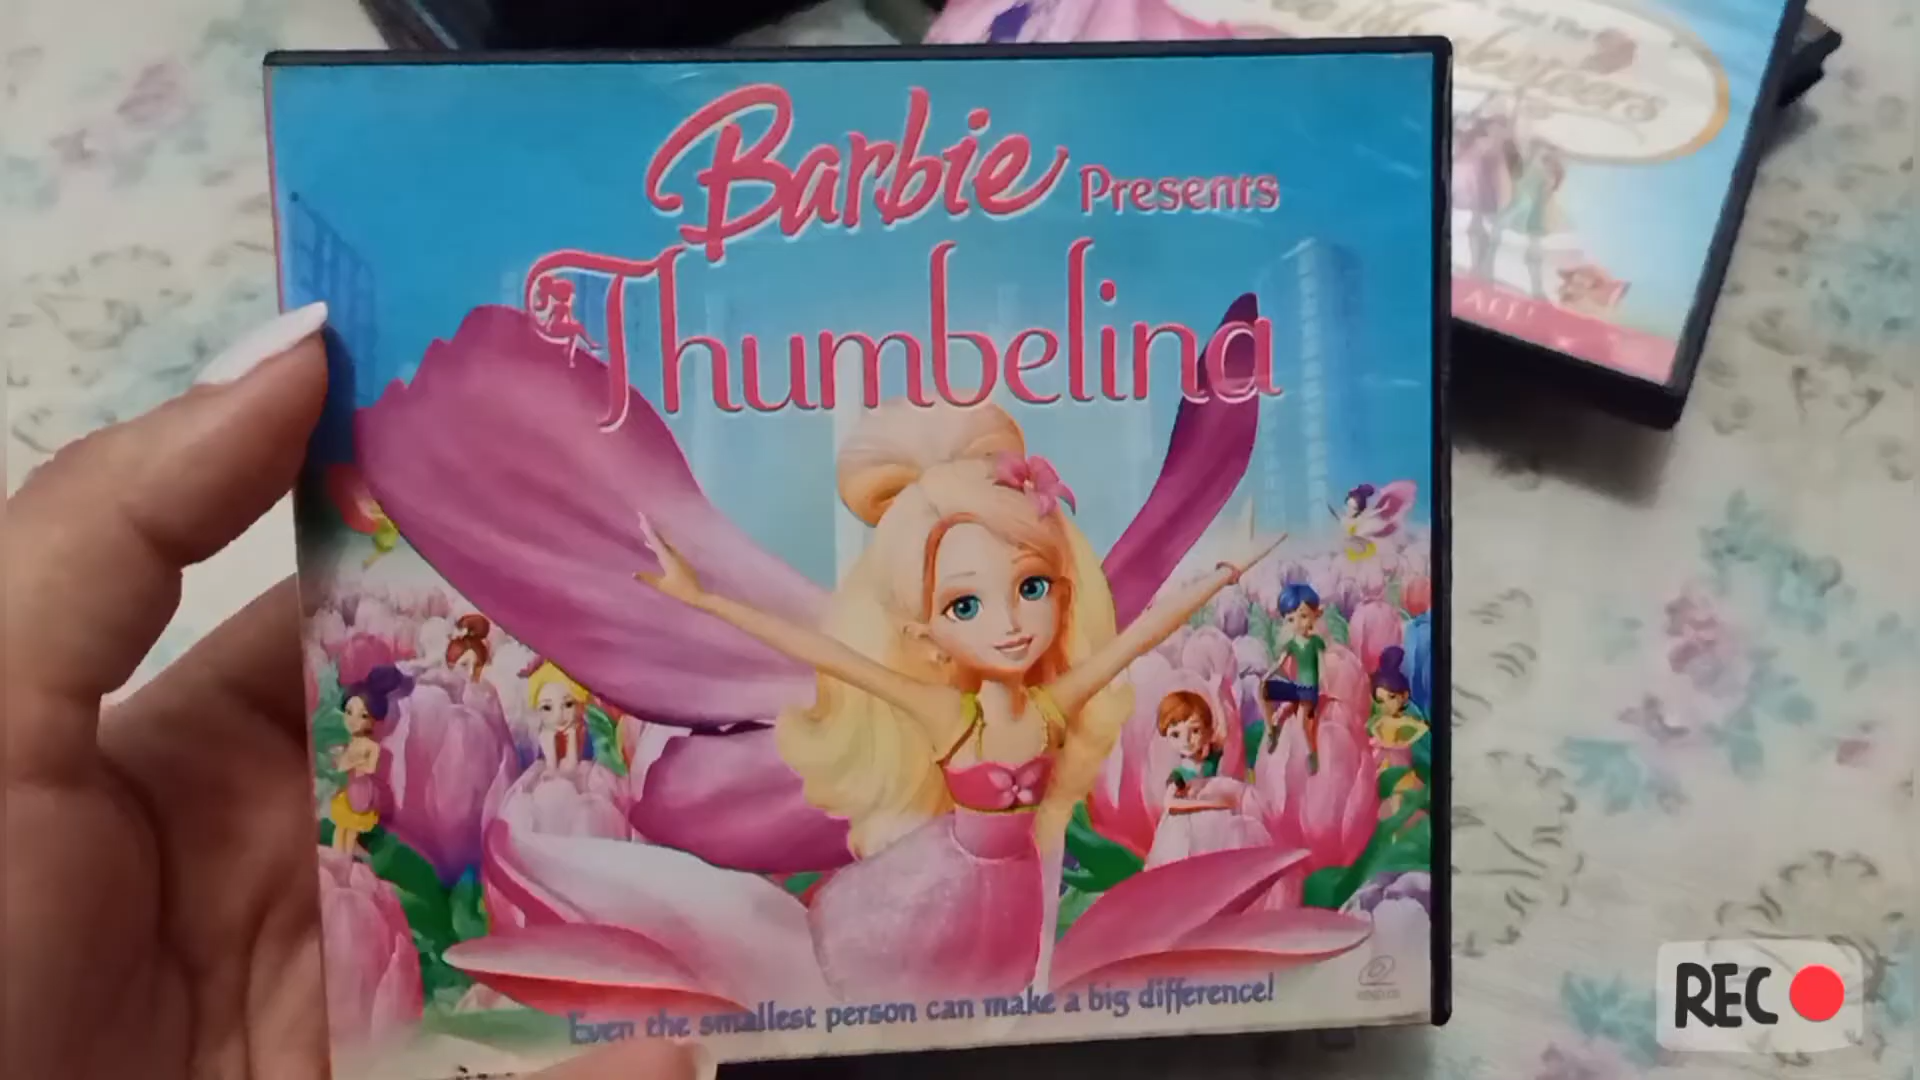 Barbie Presents
Thumbelina
Even the smallest person can make a big difference!
REC